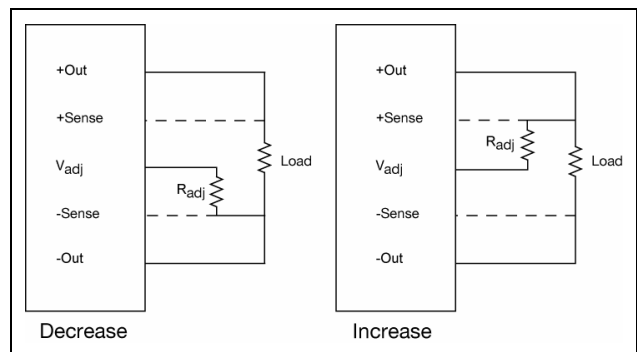 +Out
+Sense
Vadj
Radj
-Sense
-Out
Load
Decrease
+Out
+Sense
Radj
Vadj
-Sense
-Out
Load
Increase